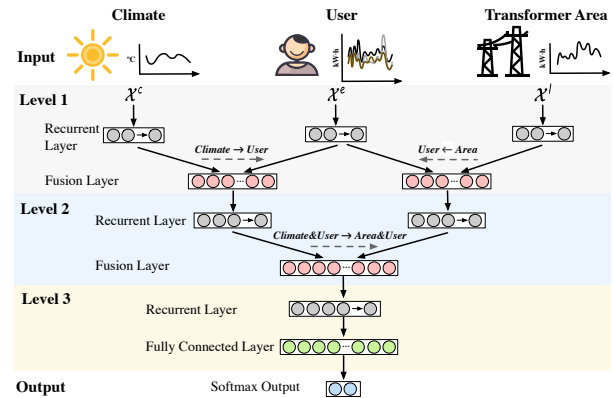 Climate
User
Transformer Area
Input
°C
kW·h
kW·h
Level 1
𝒳ᶜ
𝒳ᵉ
𝒳ˡ
Recurrent
Layer
Climate → User
User ← Area
Fusion Layer
Level 2
Recurrent Layer
Climate&User → Area&User
Fusion Layer
Level 3
Recurrent Layer
Fully Connected Layer
Output
Softmax Output